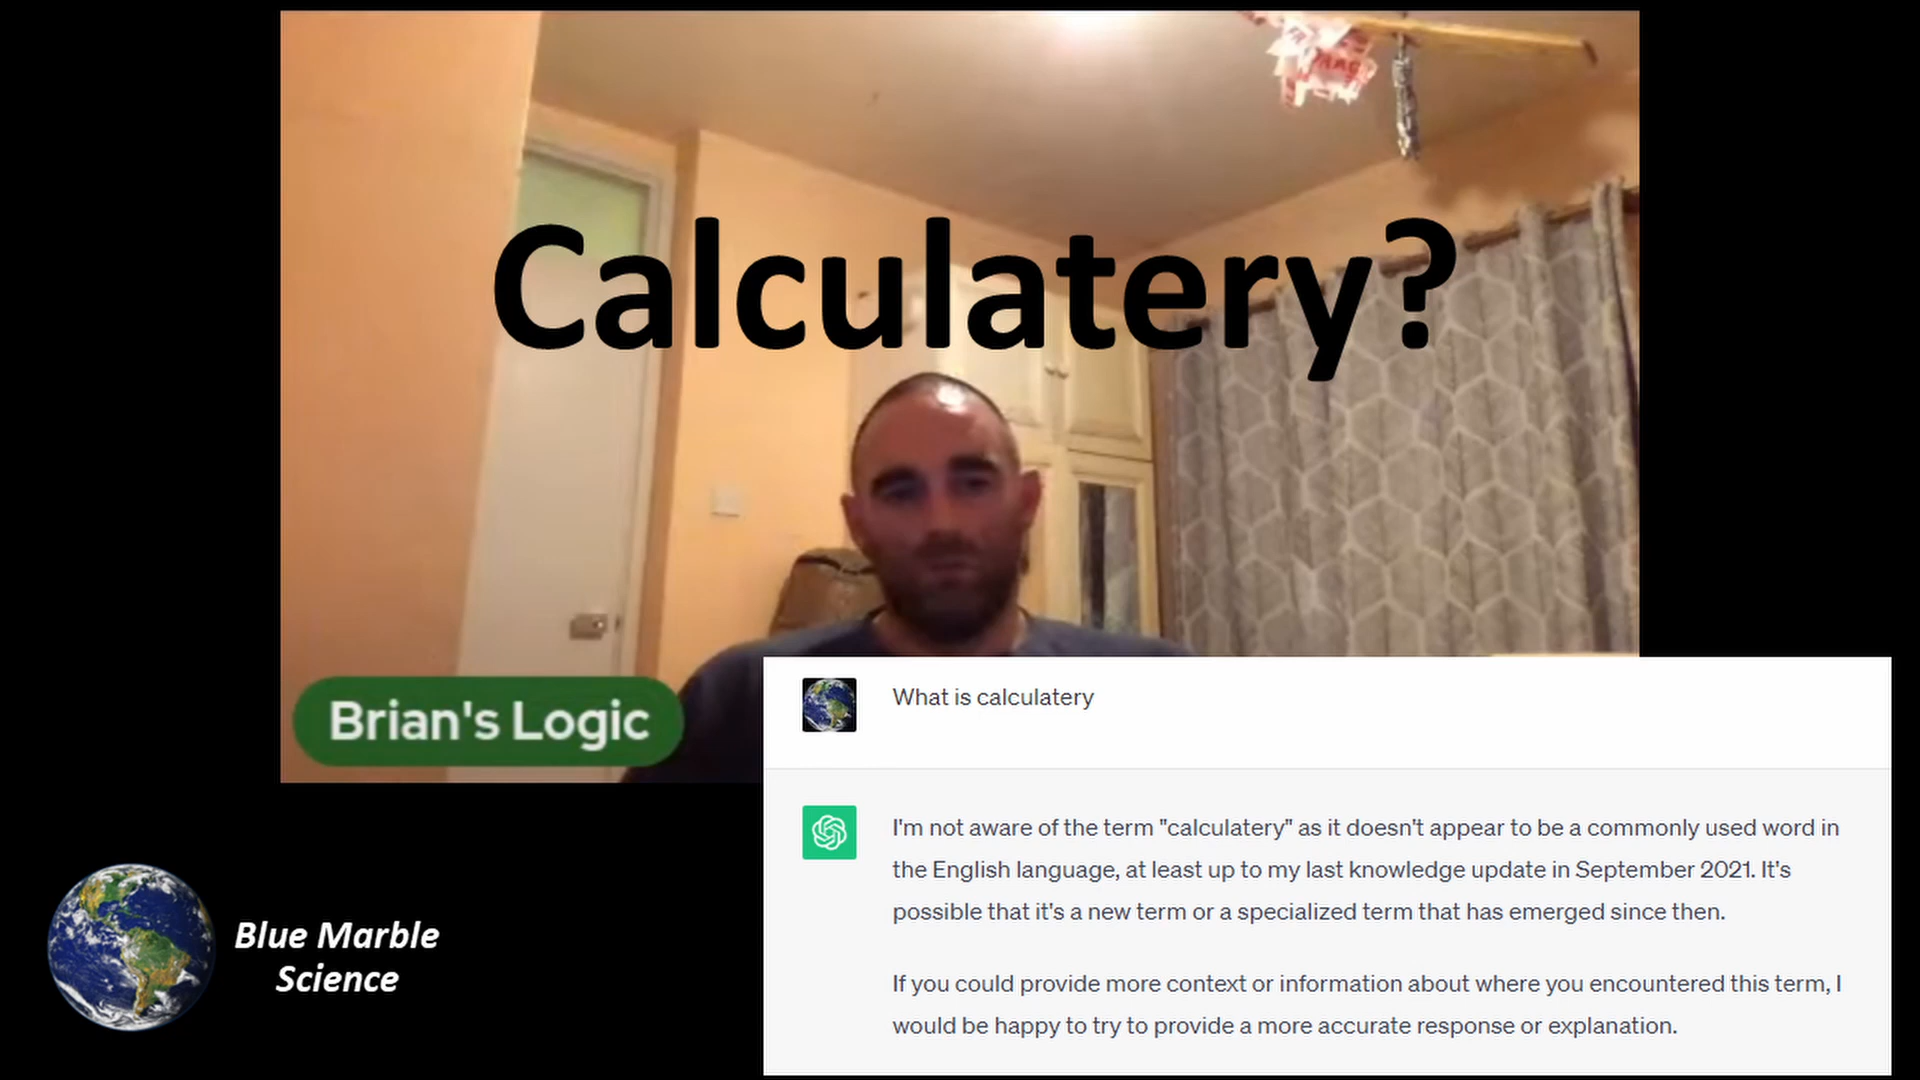 Calculatery?
Brian's Logic
What is calculatery
I'm not aware of the term "calculatery" as it doesn't appear to be a commonly used word in
the English language, at least up to my last knowledge update in September 2021. It's
possible that it's a new term or a specialized term that has emerged since then.
If you could provide more context or information about where you encountered this term, I
would be happy to try to provide a more accurate response or explanation.
Blue Marble
Science